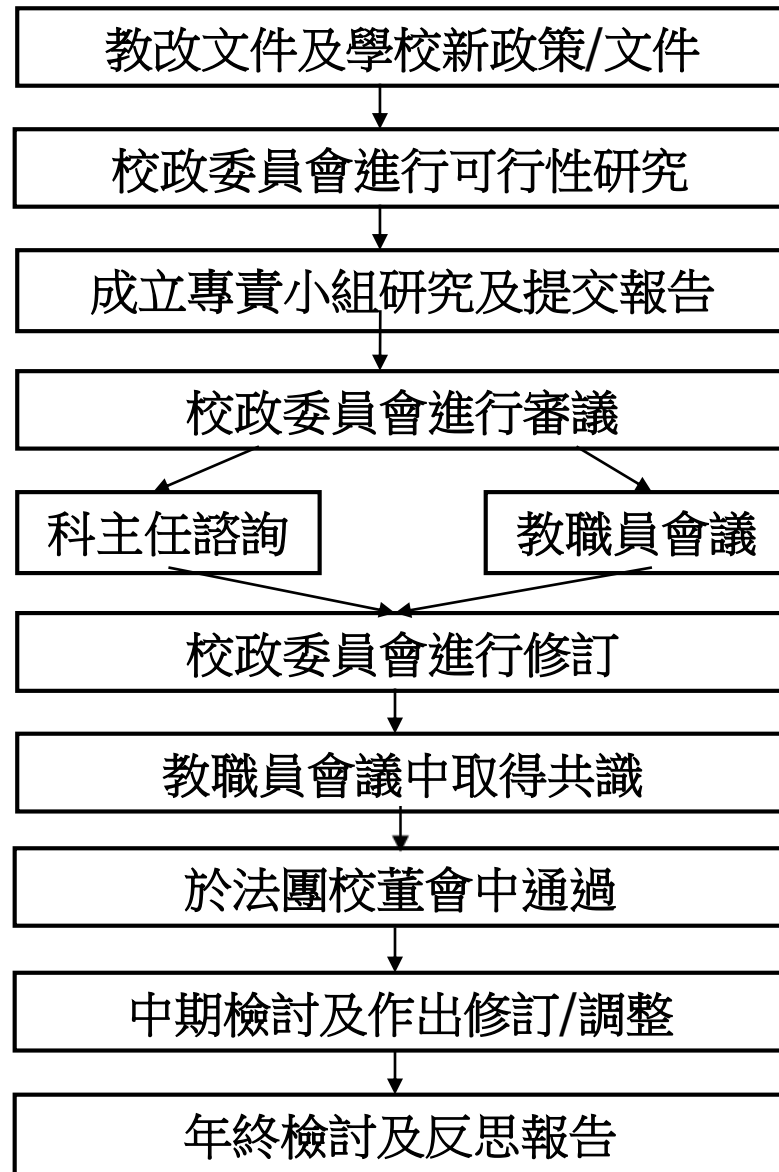 教改文件及學校新政策/文件
校政委員會進行可行性研究
成立專責小組研究及提交報告
校政委員會進行審議
科主任諮詢
教職員會議
校政委員會進行修訂
教職員會議中取得共識
於法團校董會中通過
中期檢討及作出修訂/調整
年終檢討及反思報告